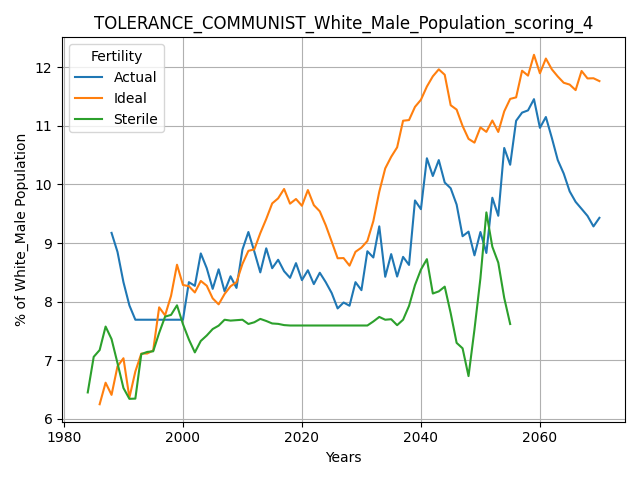 TOLERANCE_COMMUNIST_White_Male_Population_scoring_4
Fertility
Actual
Ideal
Sterile
% of White_Male Population
12
11
10
9
8
7
6
1980
2000
2020
2040
2060
Years